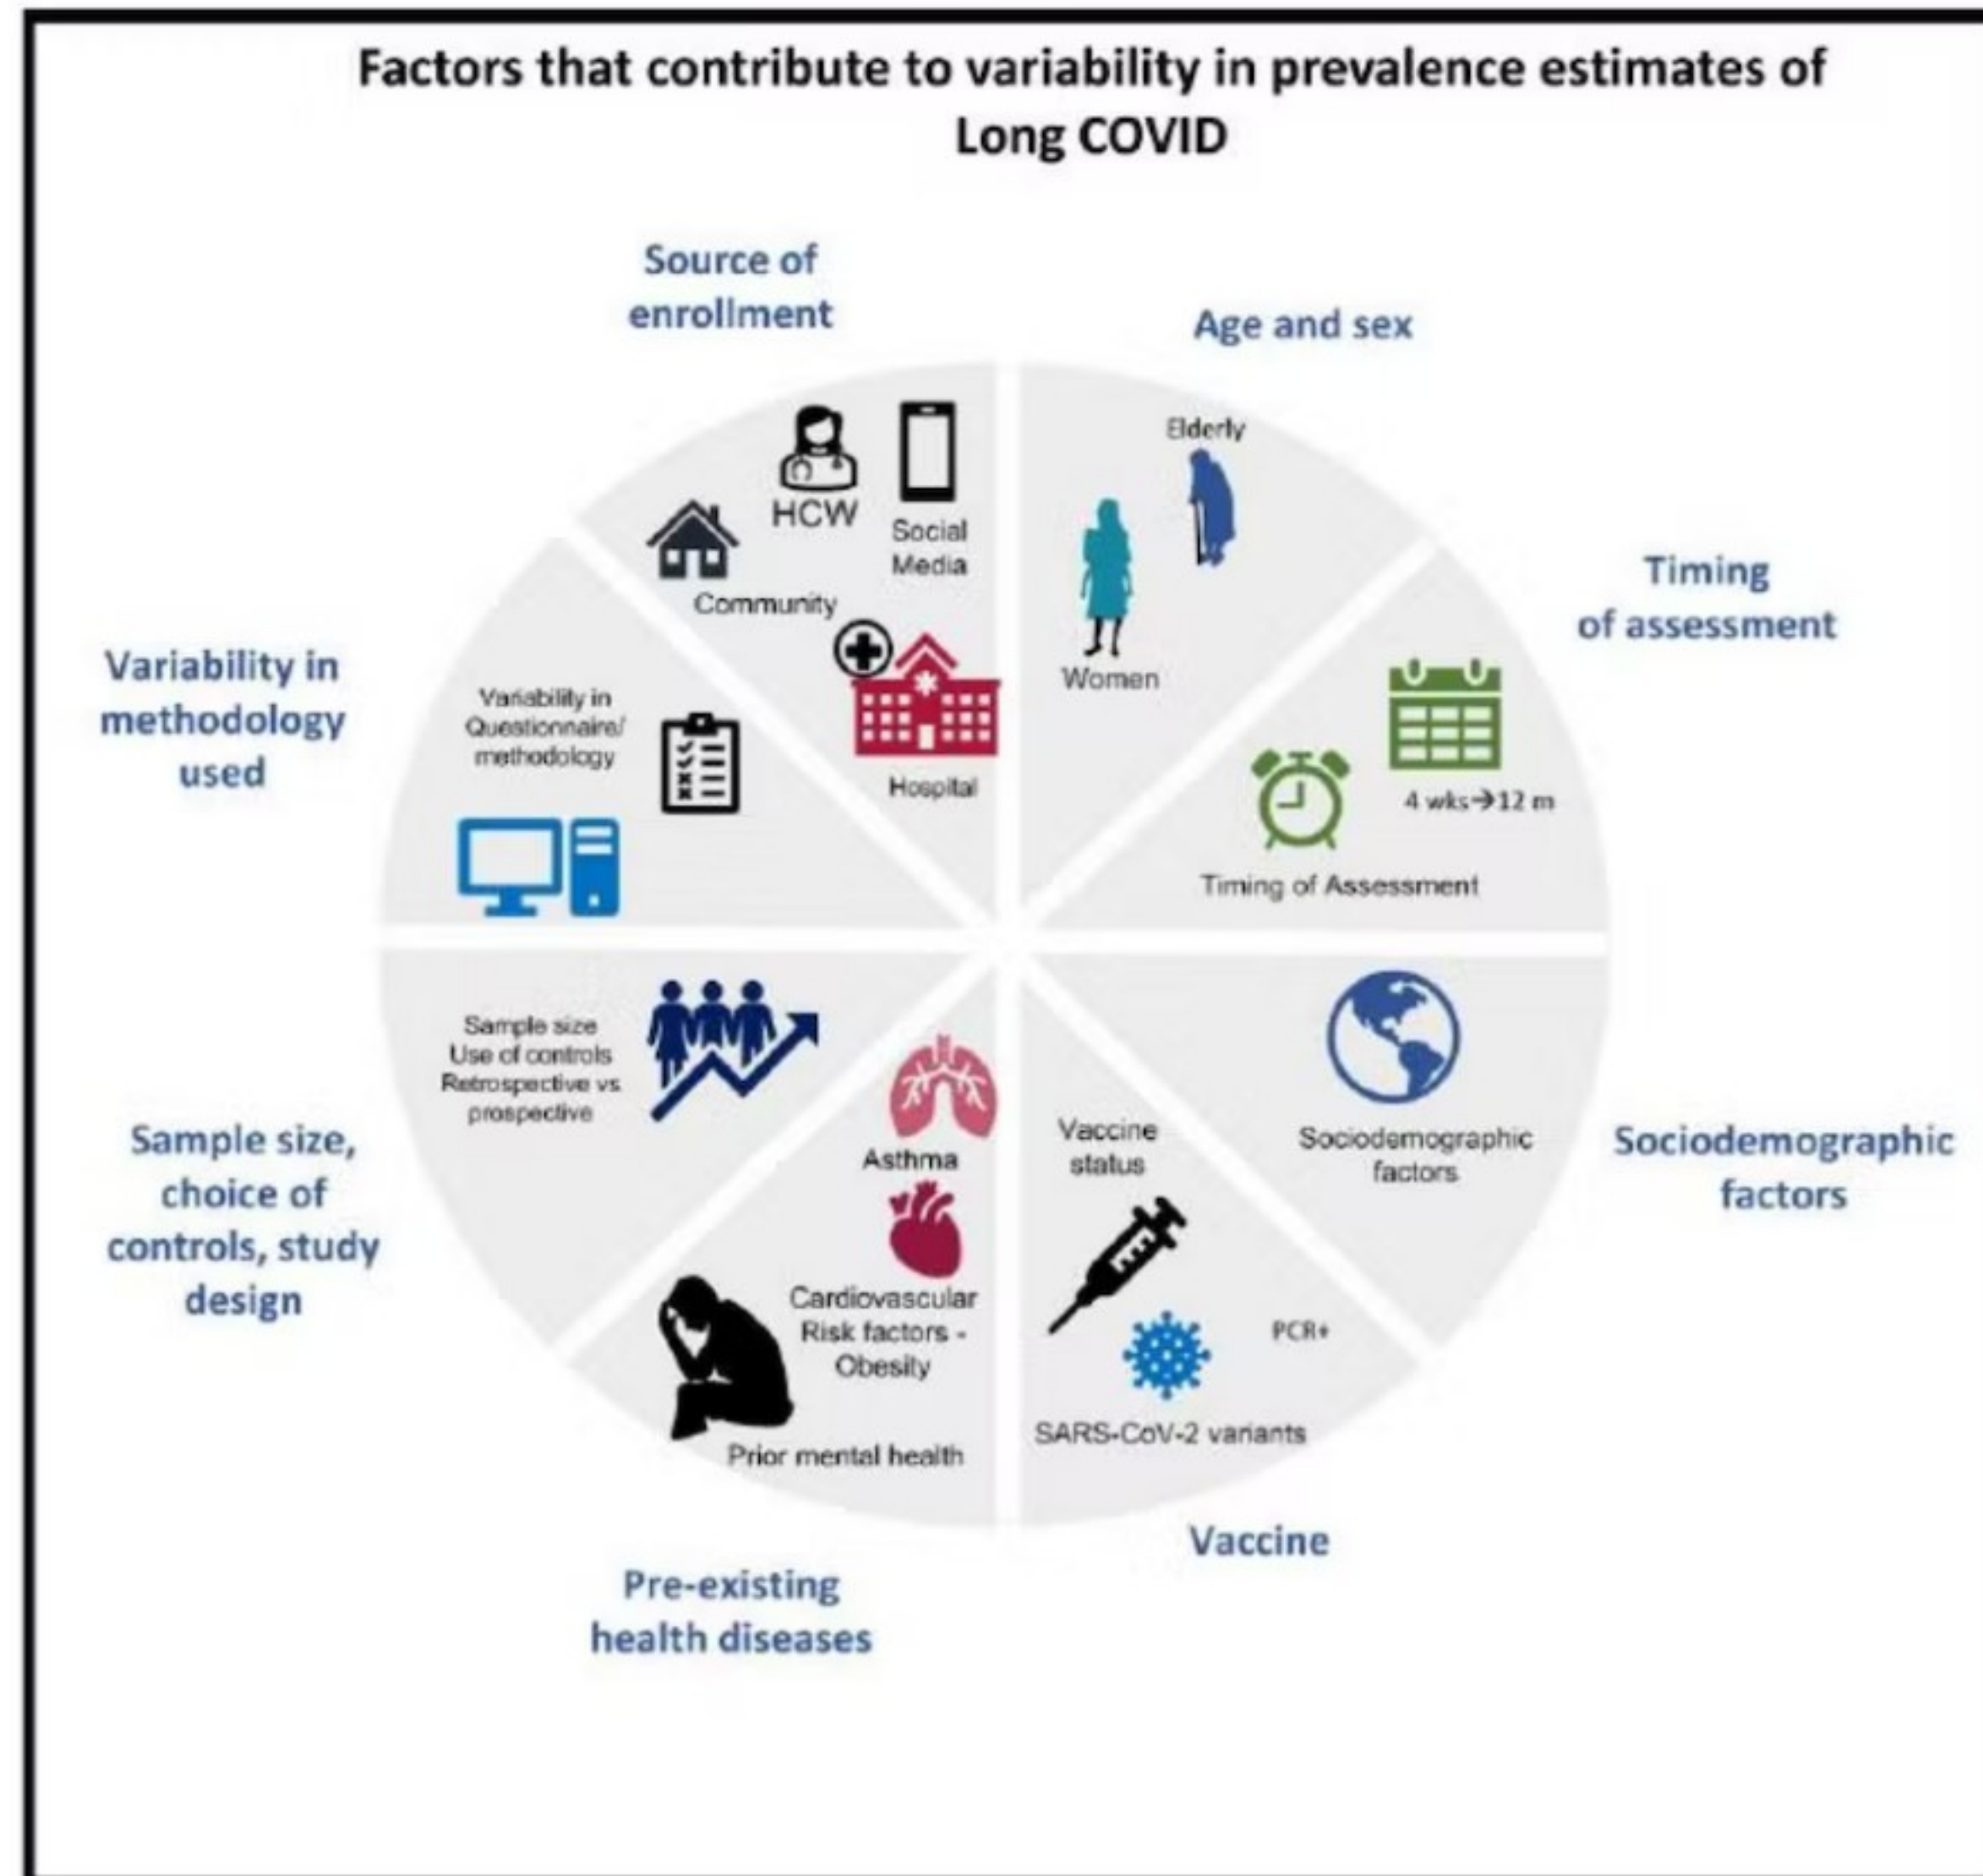 Factors that contribute to variability in prevalence estimates of
Long COVID
Source of
enrollment
Age and sex
Timing
of assessment
Sociodemographic
factors
Vaccine
Pre-existing
health diseases
Sample size,
choice of
controls, study
design
Variability in
methodology
used
HCW
Social
Media
Community
Hospital
Elderly
Women
4 wks→12 m
Timing of Assessment
Sociodemographic
factors
Vaccine
status
PCR+
SARS-CoV-2 variants
Asthma
Cardiovascular
Risk factors -
Obesity
Prior mental health
Sample size
Use of controls
Retrospective vs
prospective
Variability in
Questionnaire/
methodology